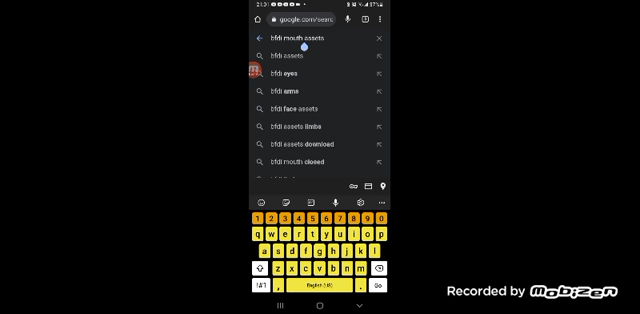 google.com/searc
bfdi mouth assets
bfdi assets
bfdi eyes
bfdi arms
bfdi face assets
bfdi assets limbs
bfdi assets download
bfdi mouth closed
1 2 3 4 5 6 7 8 9 0
q w e r t y u i o p
a s d f g h j k l
z x c v b n m
!#1 , English (US) . Go
Recorded by mobizen